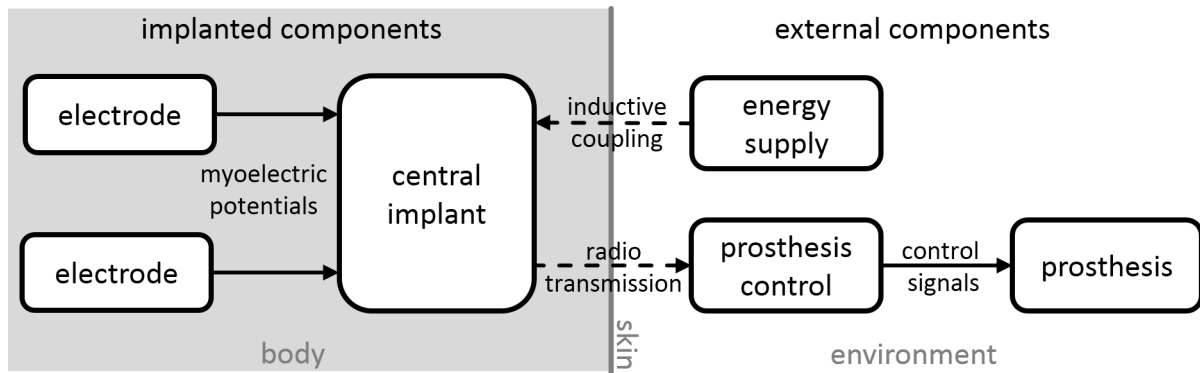 implanted components
external components
electrode
myoelectric
potentials
electrode
central
implant
inductive
coupling
energy
supply
radio
transmission
prosthesis
control
control
signals
prosthesis
body
skin
environment